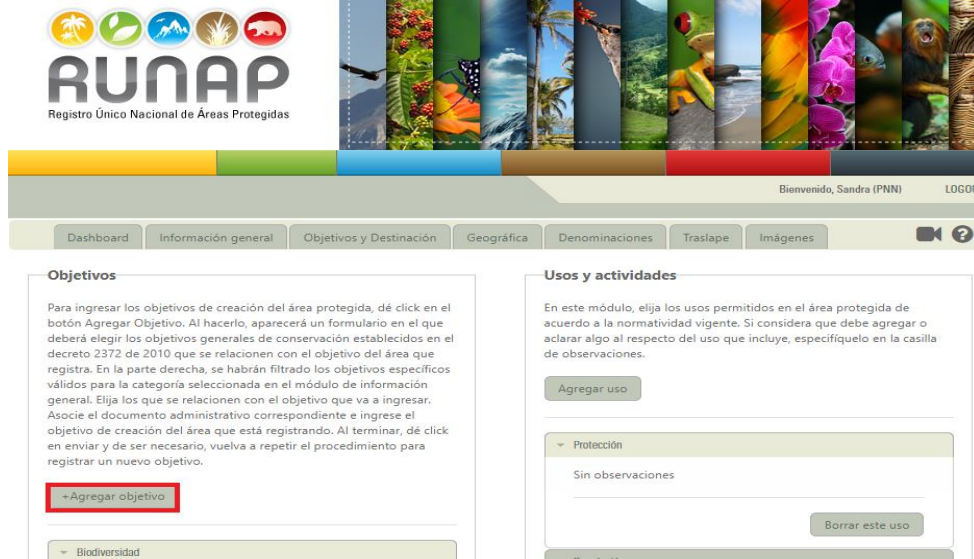 RUNAP
Registro Único Nacional de Áreas Protegidas
Bienvenido, Sandra (PNN)
Dashboard
Información general
Objetivos y Destinación
Geográfica
Denominaciones
Traslape
Imágenes
?
Objetivos
Para ingresar los objetivos de creación del área protegida, dé click en el
botón Agregar Objetivo. Al hacerlo, aparecerá un formulario en el que
deberá elegir los objetivos generales de conservación establecidos en el
decreto 2372 de 2010 que se relacionen con el objetivo del área que
registra. En la parte derecha, se habrán filtrado los objetivos específicos
válidos para la categoría seleccionada en el módulo de información
general. Elija los que se relacionen con el objetivo que va a ingresar.
Asocie el documento administrativo correspondiente e ingrese el
objetivo de creación del área que está registrando. Al terminar, dé click
en enviar y de ser necesario, vuelva a repetir el procedimiento para
registrar un nuevo objetivo.
+Agregar objetivo
Biodiversidad
Usos y actividades
En este módulo, elija los usos permitidos en el área protegida de
acuerdo a la normatividad vigente. Si considera que debe agregar o
aclarar algo al respecto del uso que incluye, especifíquelo en la casilla
de observaciones.
Agregar uso
Protección
Sin observaciones
Borrar este uso